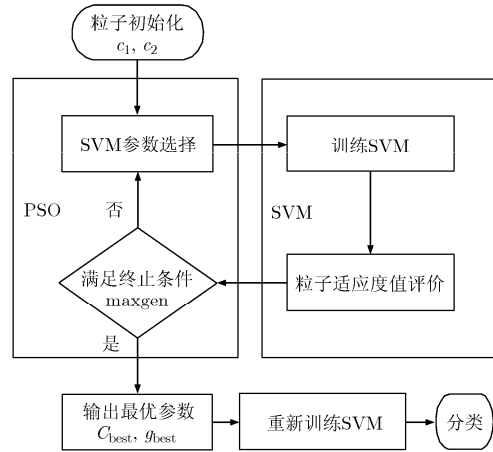 粒子初始化
c₁, c₂
SVM参数选择
训练SVM
PSO
否
SVM
满足终止条件
maxgen
粒子适应度值评价
是
输出最优参数
C_best, g_best
重新训练SVM
分类